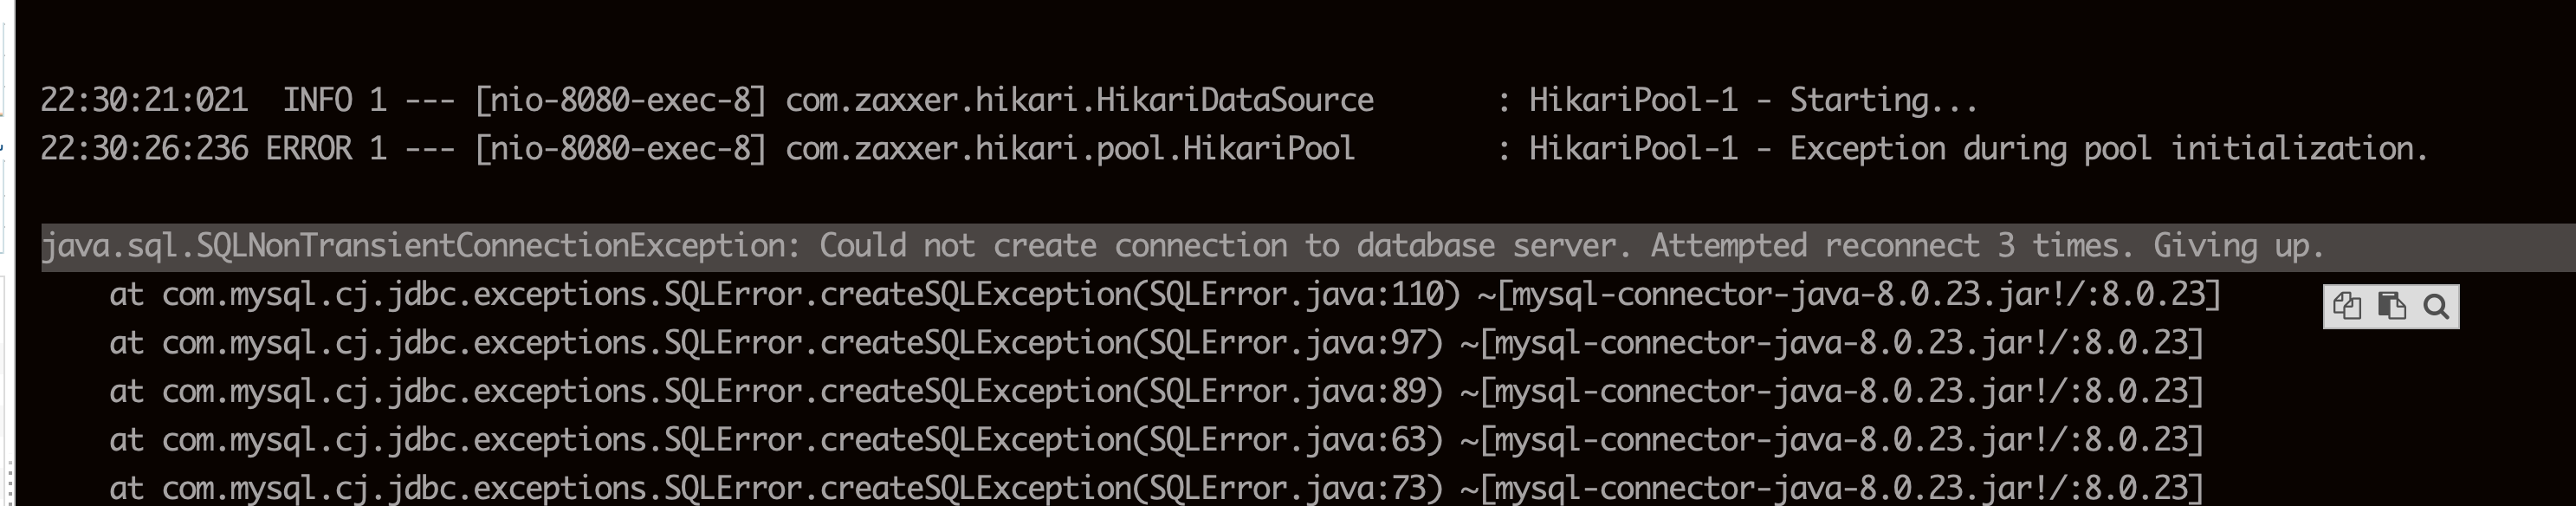 22:30:21:021  INFO 1 --- [nio-8080-exec-8] com.zaxxer.hikari.HikariDataSource       : HikariPool-1 - Starting...
22:30:26:236 ERROR 1 --- [nio-8080-exec-8] com.zaxxer.hikari.pool.HikariPool        : HikariPool-1 - Exception during pool initialization.
java.sql.SQLNonTransientConnectionException: Could not create connection to database server. Attempted reconnect 3 times. Giving up.
    at com.mysql.cj.jdbc.exceptions.SQLError.createSQLException(SQLError.java:110) ~[mysql-connector-java-8.0.23.jar!/:8.0.23]
    at com.mysql.cj.jdbc.exceptions.SQLError.createSQLException(SQLError.java:97) ~[mysql-connector-java-8.0.23.jar!/:8.0.23]
    at com.mysql.cj.jdbc.exceptions.SQLError.createSQLException(SQLError.java:89) ~[mysql-connector-java-8.0.23.jar!/:8.0.23]
    at com.mysql.cj.jdbc.exceptions.SQLError.createSQLException(SQLError.java:63) ~[mysql-connector-java-8.0.23.jar!/:8.0.23]
    at com.mysql.cj.jdbc.exceptions.SQLError.createSQLException(SQLError.java:73) ~[mysql-connector-java-8.0.23.jar!/:8.0.23]